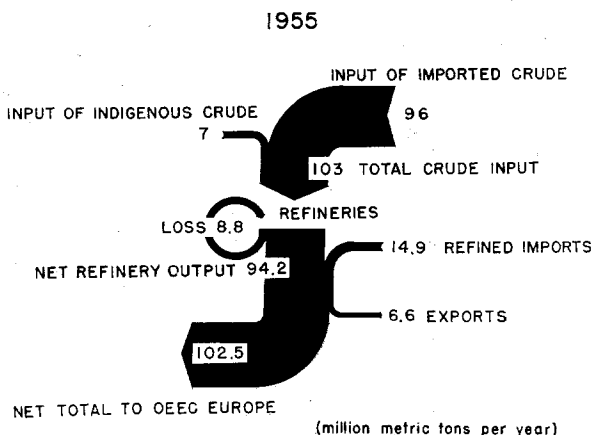 1955
INPUT OF IMPORTED CRUDE
96
INPUT OF INDIGENOUS CRUDE
7
103 TOTAL CRUDE INPUT
REFINERIES
LOSS 8.8
14.9 REFINED IMPORTS
NET REFINERY OUTPUT 94.2
6.6 EXPORTS
102.5
NET TOTAL TO OEEC EUROPE
(million metric tons per year)